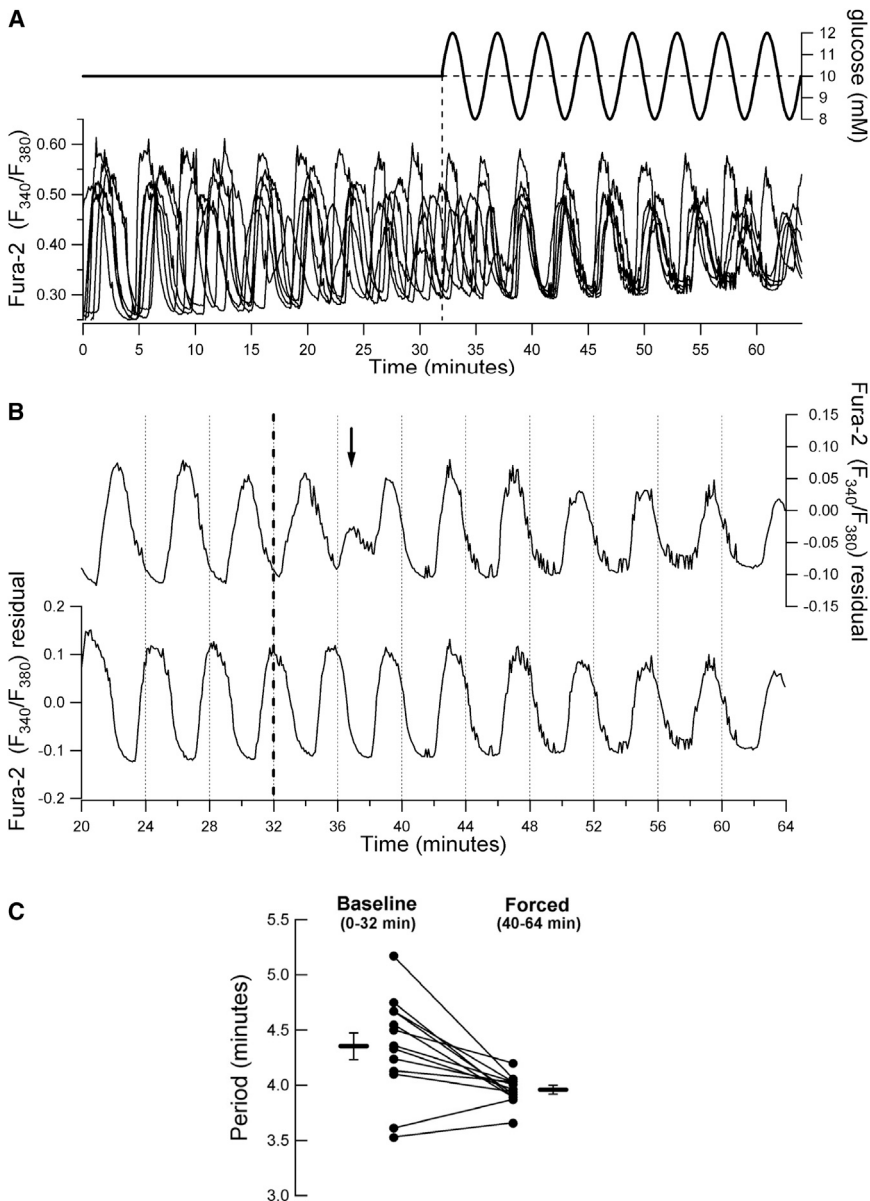 A
glucose (mM)
12
11
10
9
8
Fura-2 (F340/F380)
0.60
0.50
0.40
0.30
0 5 10 15 20 25 30 35 40 45 50 55 60
Time (minutes)
B
Fura-2 (F340/F380) residual
0.15
0.10
0.05
0.00
-0.05
-0.10
-0.15
Fura-2 (F340/F380) residual
0.2
0.1
0.0
-0.1
-0.2
20 24 28 32 36 40 44 48 52 56 60 64
Time (minutes)
C
Baseline Forced
(0-32 min) (40-64 min)
Period (minutes)
5.5
5.0
4.5
4.0
3.5
3.0